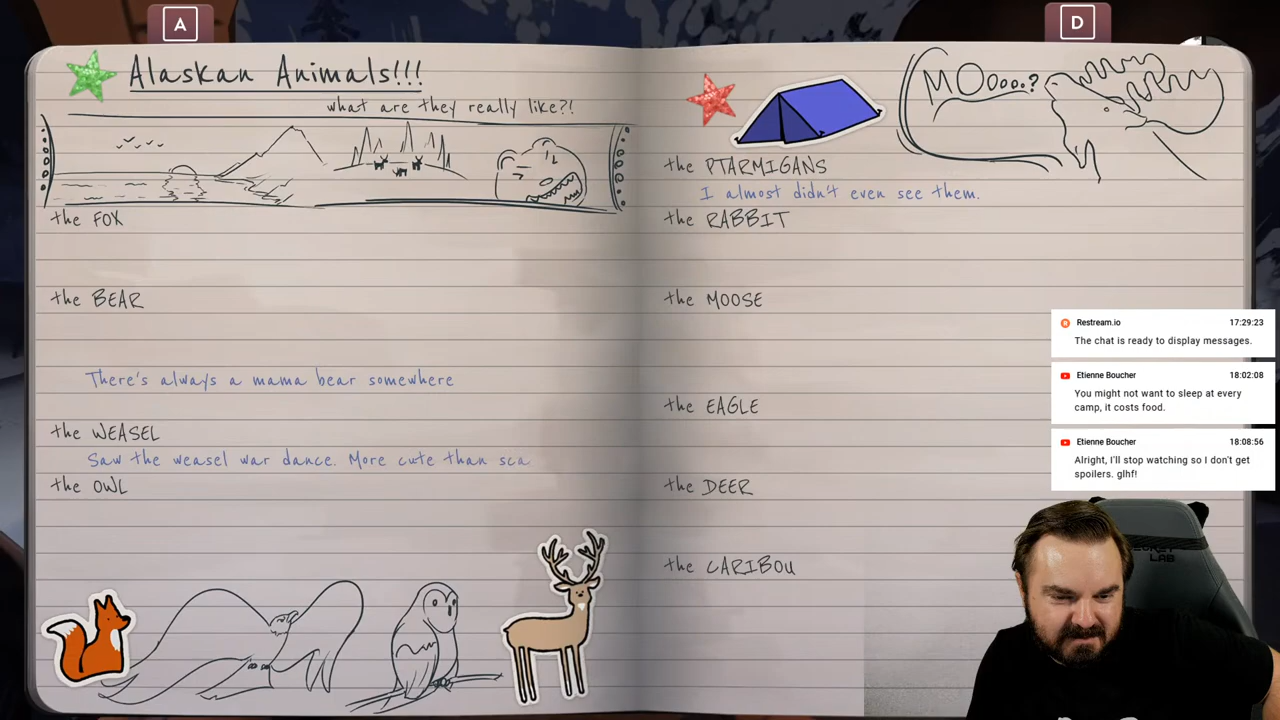 A
D
Alaskan Animals!!!
what are they really like?!
the FOX
the BEAR
There's always a mama bear somewhere
the WEASEL
Saw the weasel war dance. More cute than sca
the OWL
MOooo.?
the PTARMIGANS
I almost didn't even see them.
the RABBIT
the MOOSE
the EAGLE
the DEER
the CARIBOU
Restream.io 17:29:23
The chat is ready to display messages.
Etienne Boucher 18:02:08
You might not want to sleep at every
camp, it costs food.
Etienne Boucher 18:08:56
Alright, I'll stop watching so I don't get
spoilers. glhf!
LAB